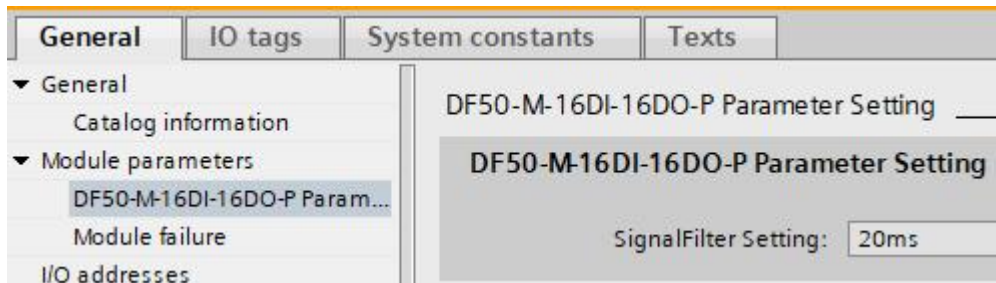 General IO tags System constants Texts
General
Catalog information
Module parameters
DF50-M-16DI-16DO-P Param...
Module failure
I/O addresses
DF50-M-16DI-16DO-P Parameter Setting
DF50-M-16DI-16DO-P Parameter Setting
SignalFilter Setting: 20ms